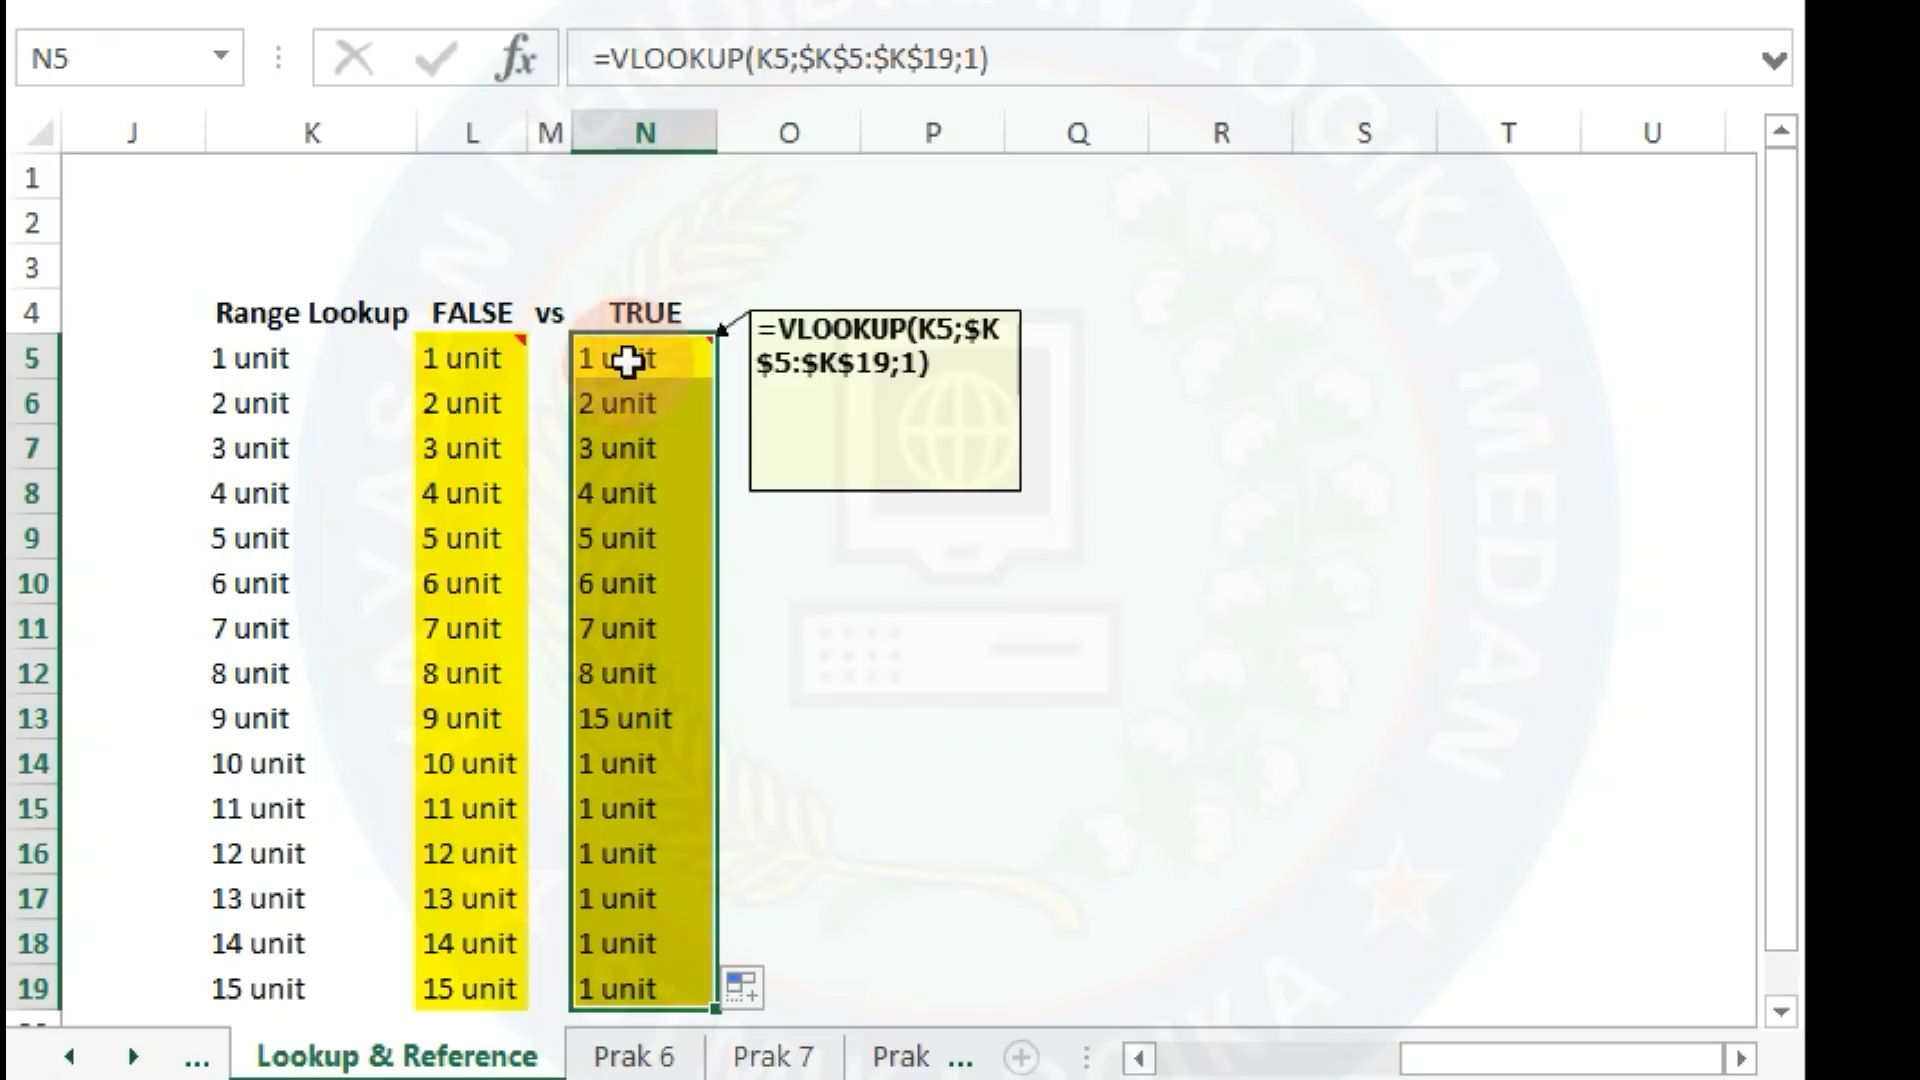 N5 fx =VLOOKUP(K5;$K$5:$K$19;1)
J K L M N O P Q R S T U
1
2
3
4 Range Lookup FALSE vs TRUE
5 1 unit 1 unit 1 unit
=VLOOKUP(K5;$K
$5:$K$19;1)
6 2 unit 2 unit 2 unit
7 3 unit 3 unit 3 unit
8 4 unit 4 unit 4 unit
9 5 unit 5 unit 5 unit
10 6 unit 6 unit 6 unit
11 7 unit 7 unit 7 unit
12 8 unit 8 unit 8 unit
13 9 unit 9 unit 15 unit
14 10 unit 10 unit 1 unit
15 11 unit 11 unit 1 unit
16 12 unit 12 unit 1 unit
17 13 unit 13 unit 1 unit
18 14 unit 14 unit 1 unit
19 15 unit 15 unit 1 unit
... Lookup & Reference Prak 6 Prak 7 Prak ...
LOGIKA MEDAN